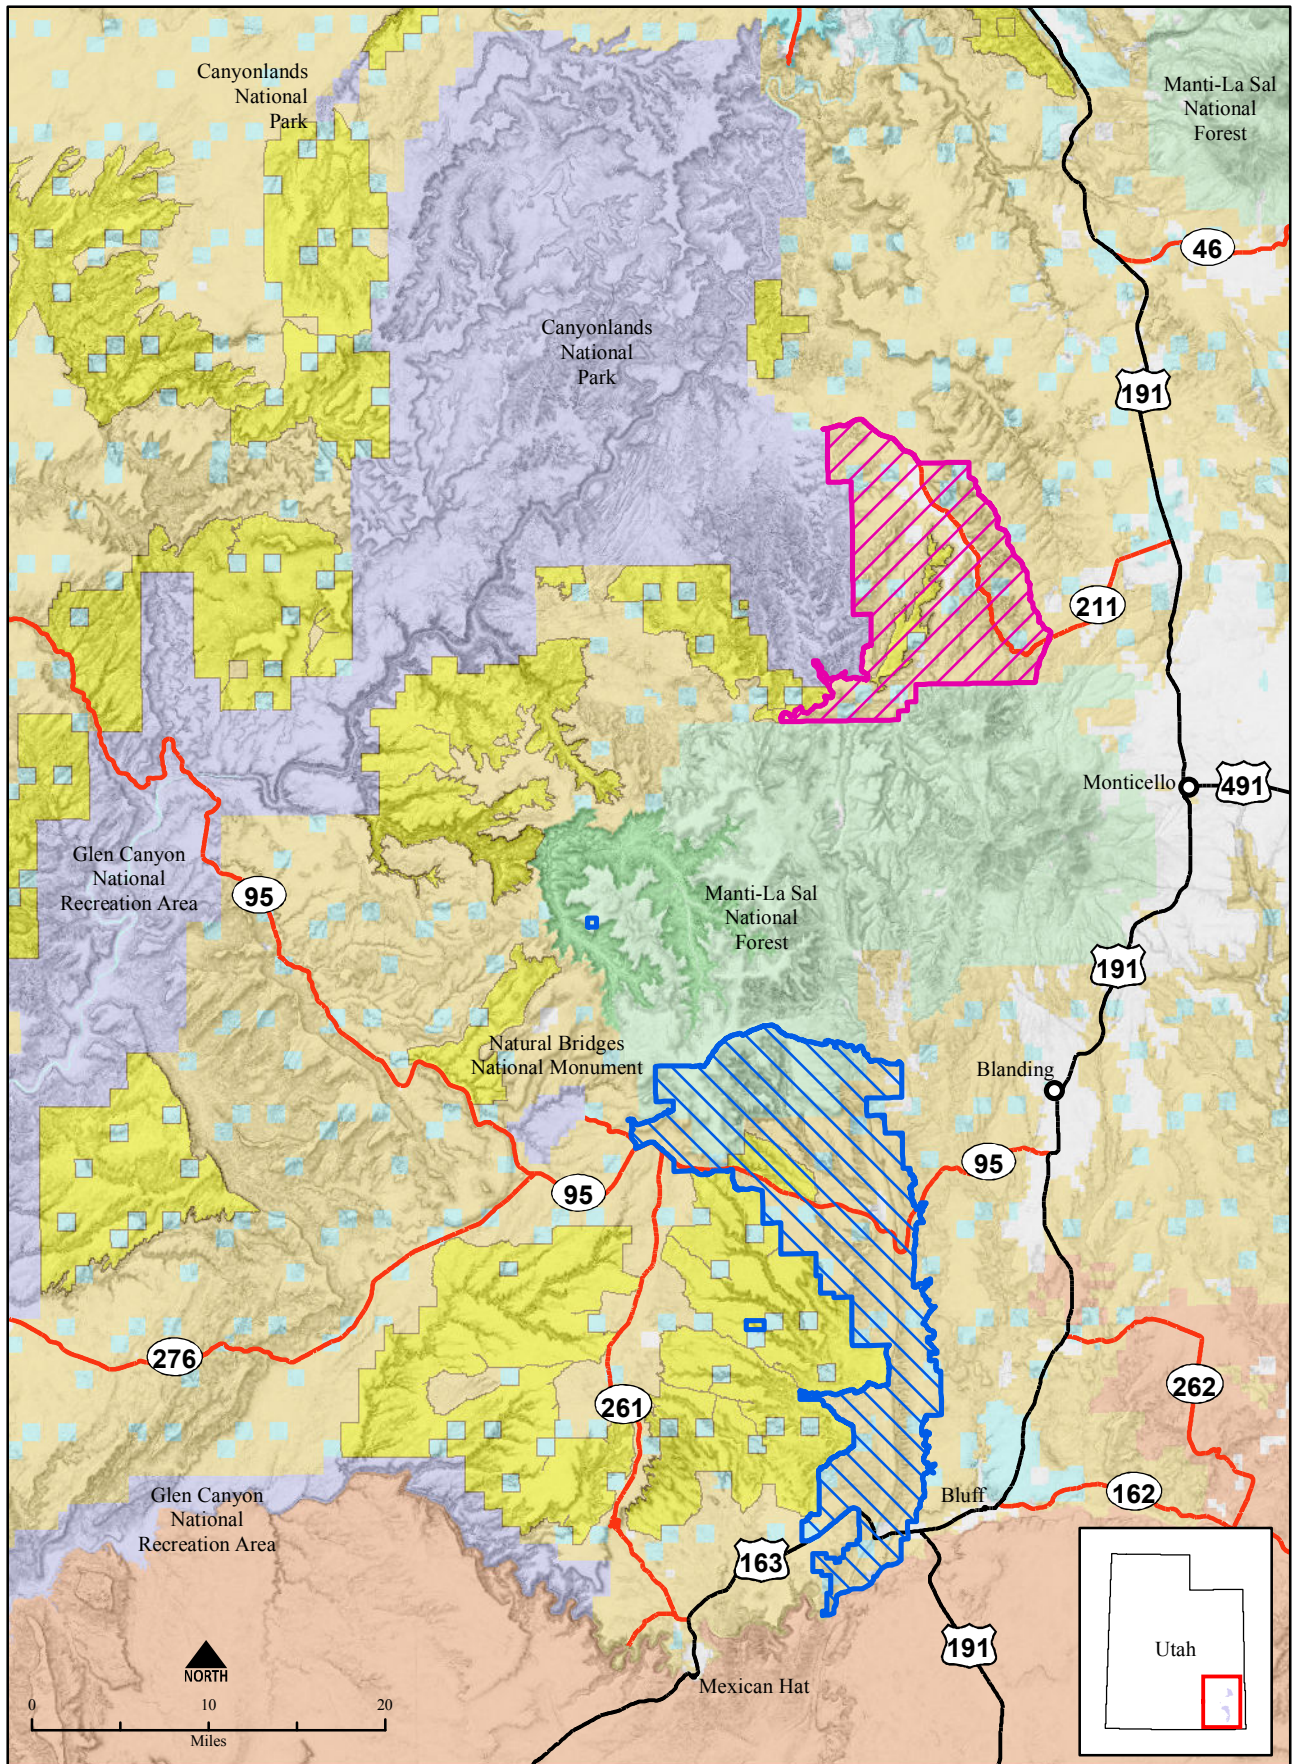 Canyonlands
National
Park
Manti-La Sal
National
Forest
46
Canyonlands
National
Park
191
211
Monticello
491
Glen Canyon
National
Recreation Area
95
Manti-La Sal
National
Forest
191
Natural Bridges
National Monument
Blanding
95
95
276
261
262
Glen Canyon
National
Recreation Area
Bluff
162
163
191
Utah
NORTH
Mexican Hat
0
10
20
Miles